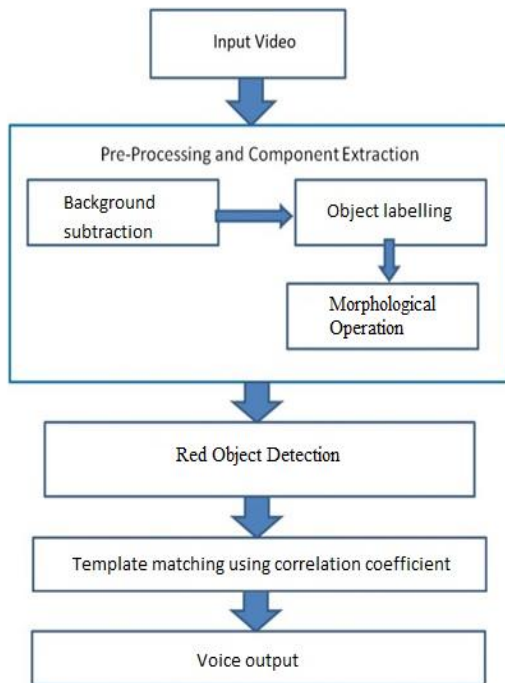 Input Video
Pre-Processing and Component Extraction
Background
subtraction
Object labelling
Morphological
Operation
Red Object Detection
Template matching using correlation coefficient
Voice output